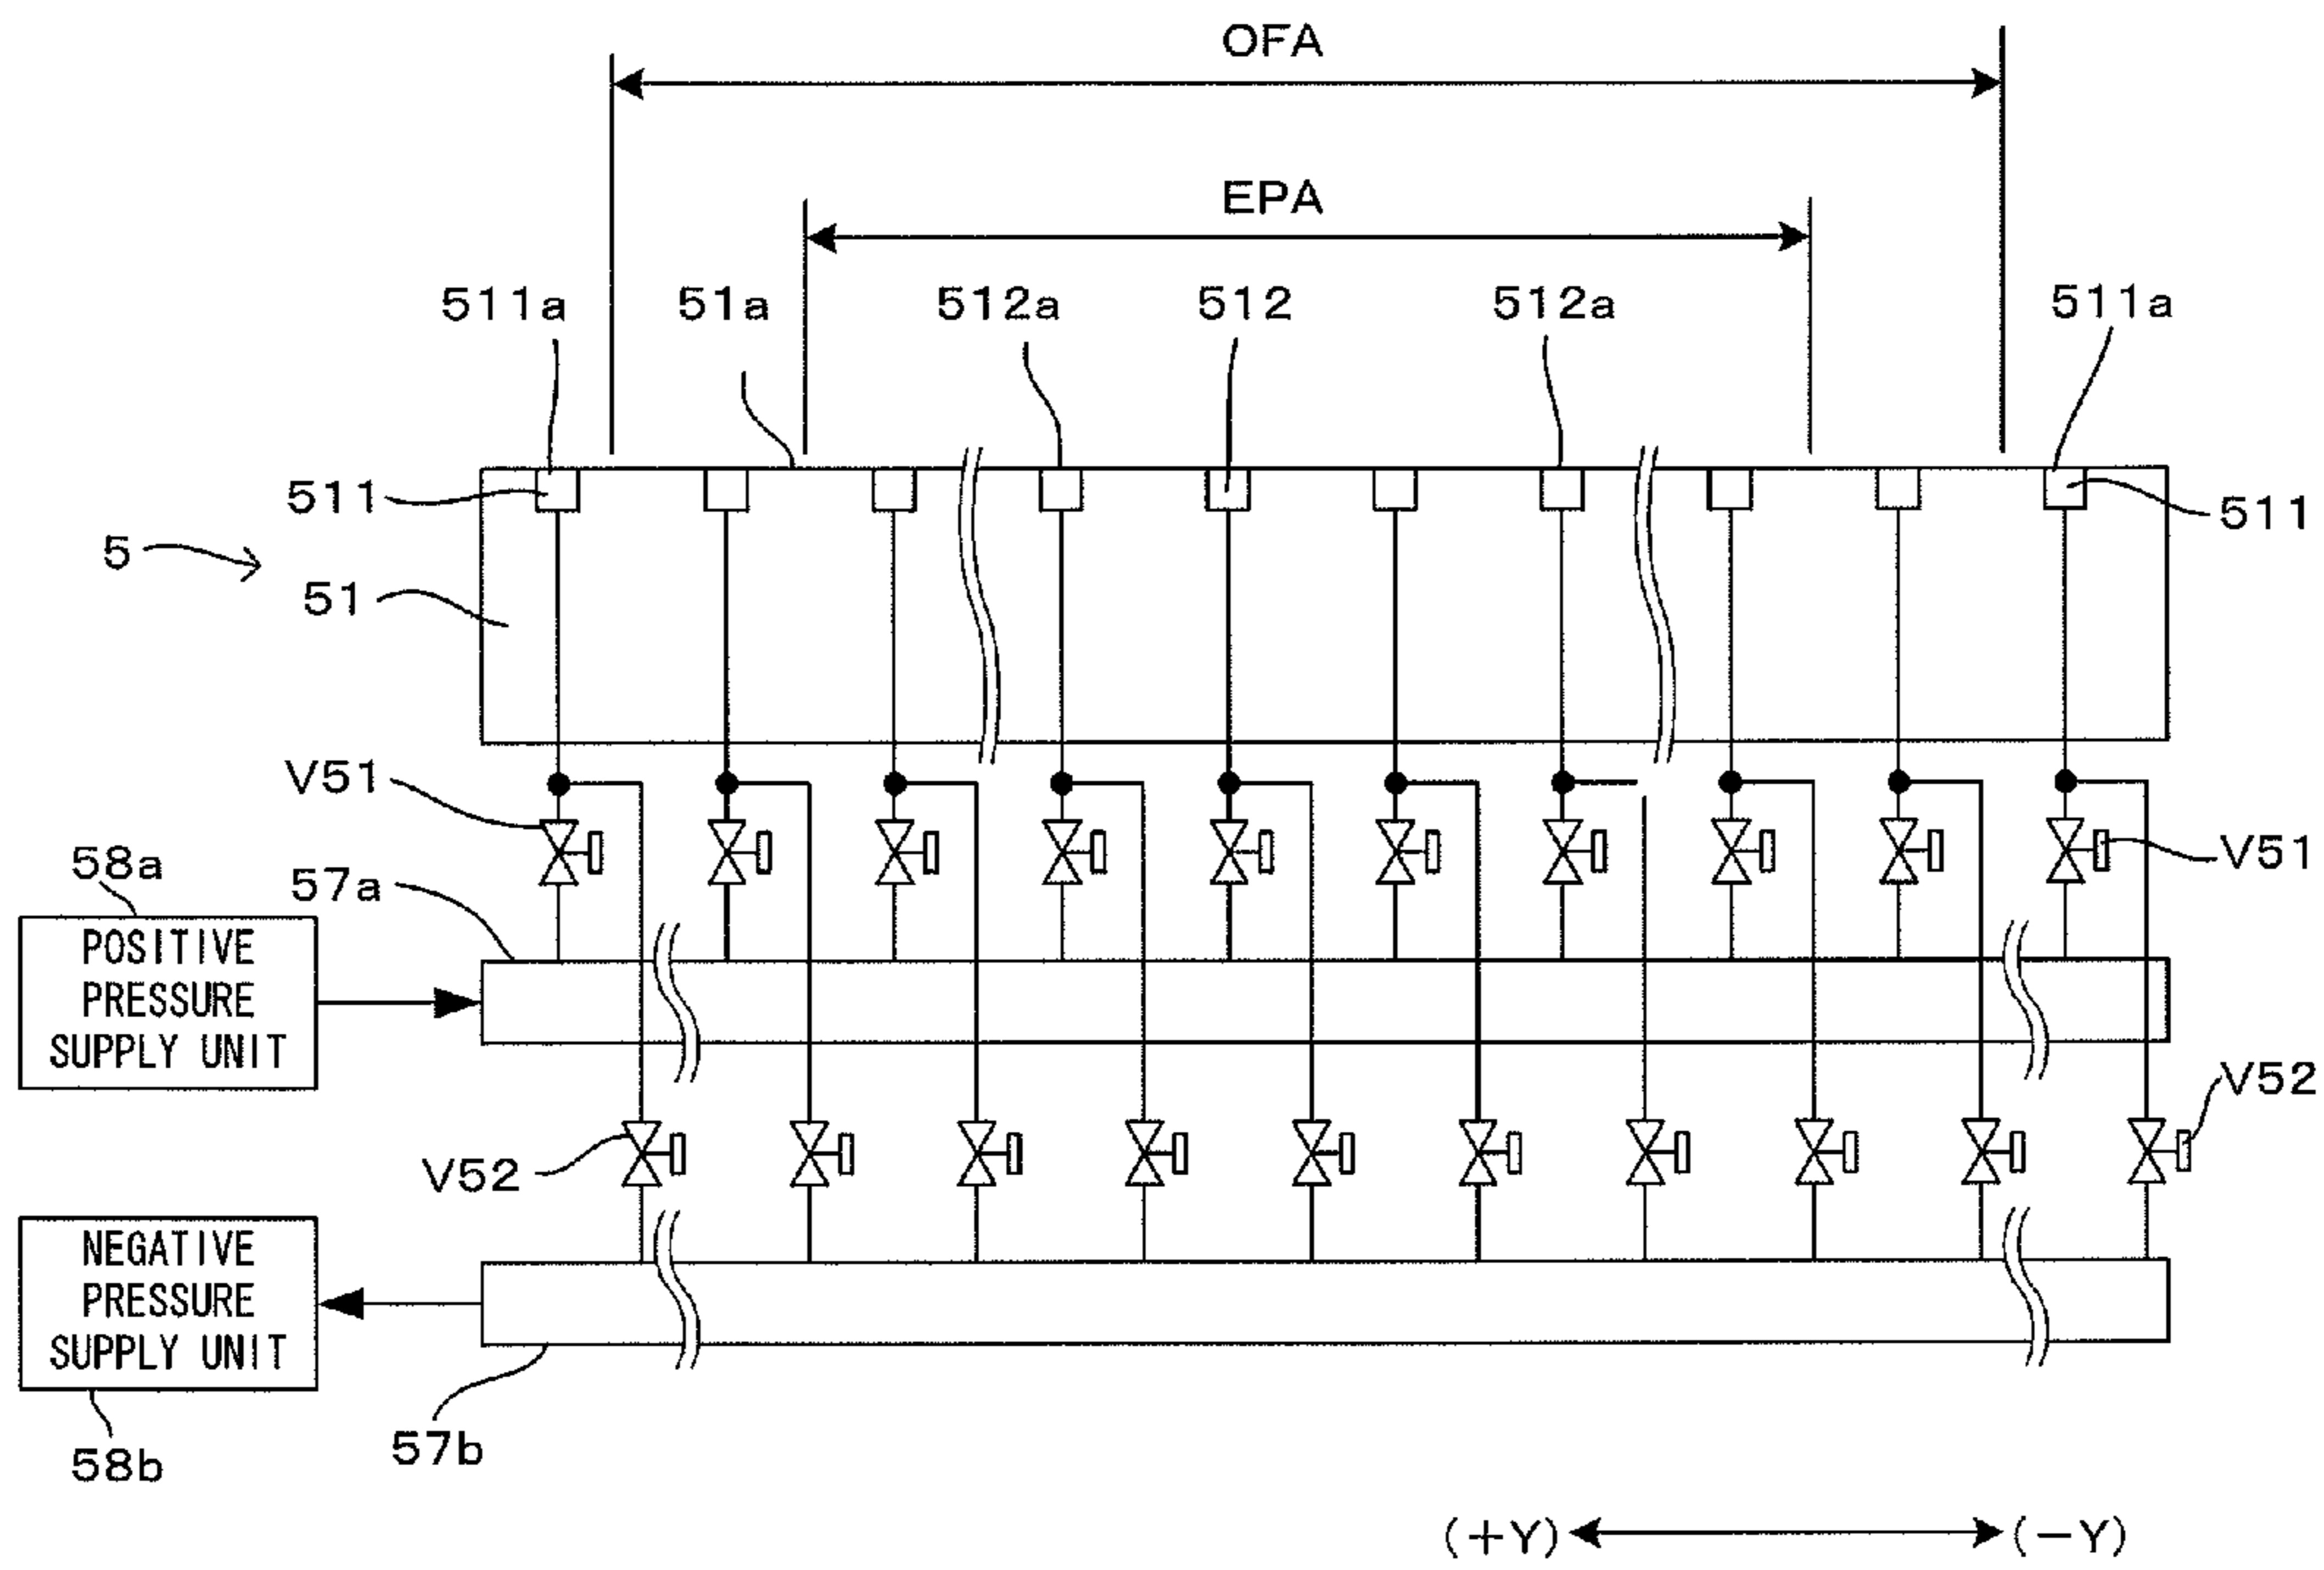 OFA
EPA
511a 51a 512a 512 512a 511a
511
511
5
51
V51
V51
58a
57a
POSITIVE
PRESSURE
SUPPLY UNIT
V52
V52
NEGATIVE
PRESSURE
SUPPLY UNIT
57b
58b
(+Y) (−Y)